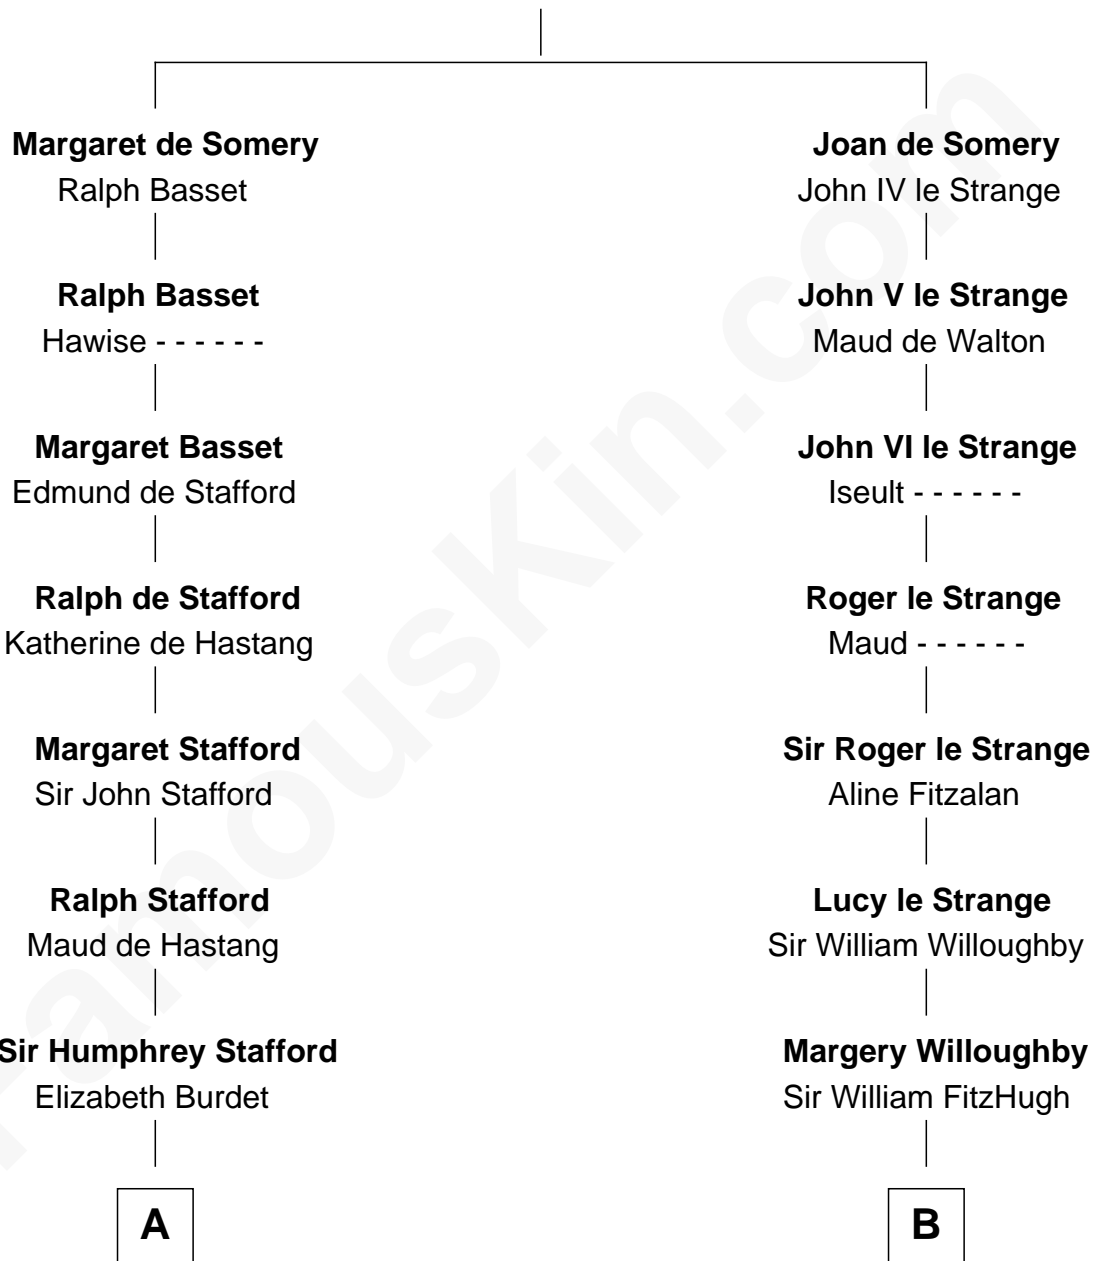 Margaret de Somery
Ralph Basset
Ralph Basset
Hawise - - - - - -
Margaret Basset
Edmund de Stafford
Ralph de Stafford
Katherine de Hastang
Margaret Stafford
Sir John Stafford
Ralph Stafford
Maud de Hastang
Sir Humphrey Stafford
Elizabeth Burdet
A
Joan de Somery
John IV le Strange
John V le Strange
Maud de Walton
John VI le Strange
Iseult - - - - - -
Roger le Strange
Maud - - - - - -
Sir Roger le Strange
Aline Fitzalan
Lucy le Strange
Sir William Willoughby
Margery Willoughby
Sir William FitzHugh
B
FamousKin.com